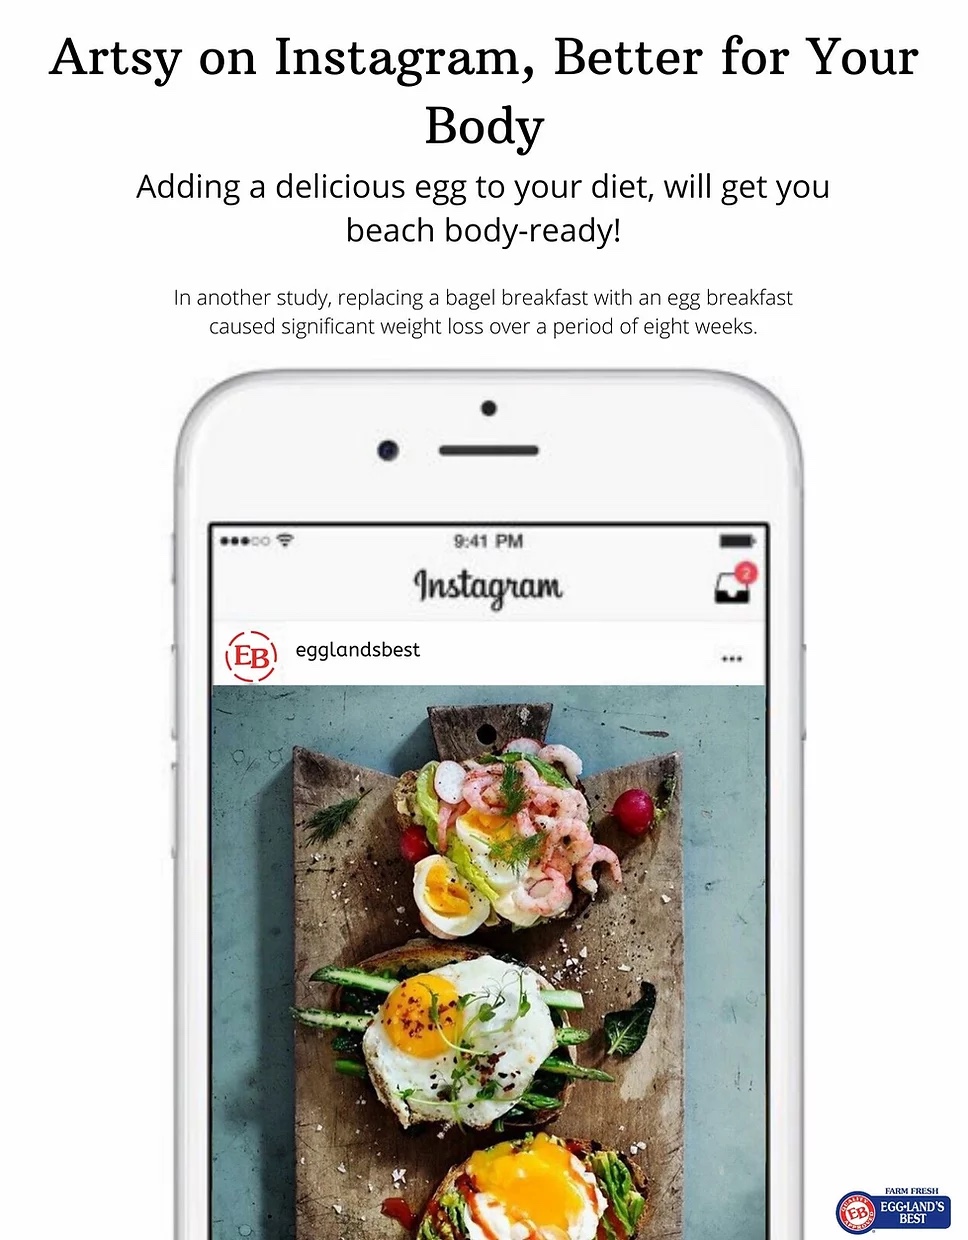 Artsy on Instagram, Better for Your
Body
Adding a delicious egg to your diet, will get you
beach body-ready!
In another study, replacing a bagel breakfast with an egg breakfast
caused significant weight loss over a period of eight weeks.
9:41 PM
Instagram
2
EB
egglandsbest
FARM FRESH
EB
EGG•LAND'S
BEST